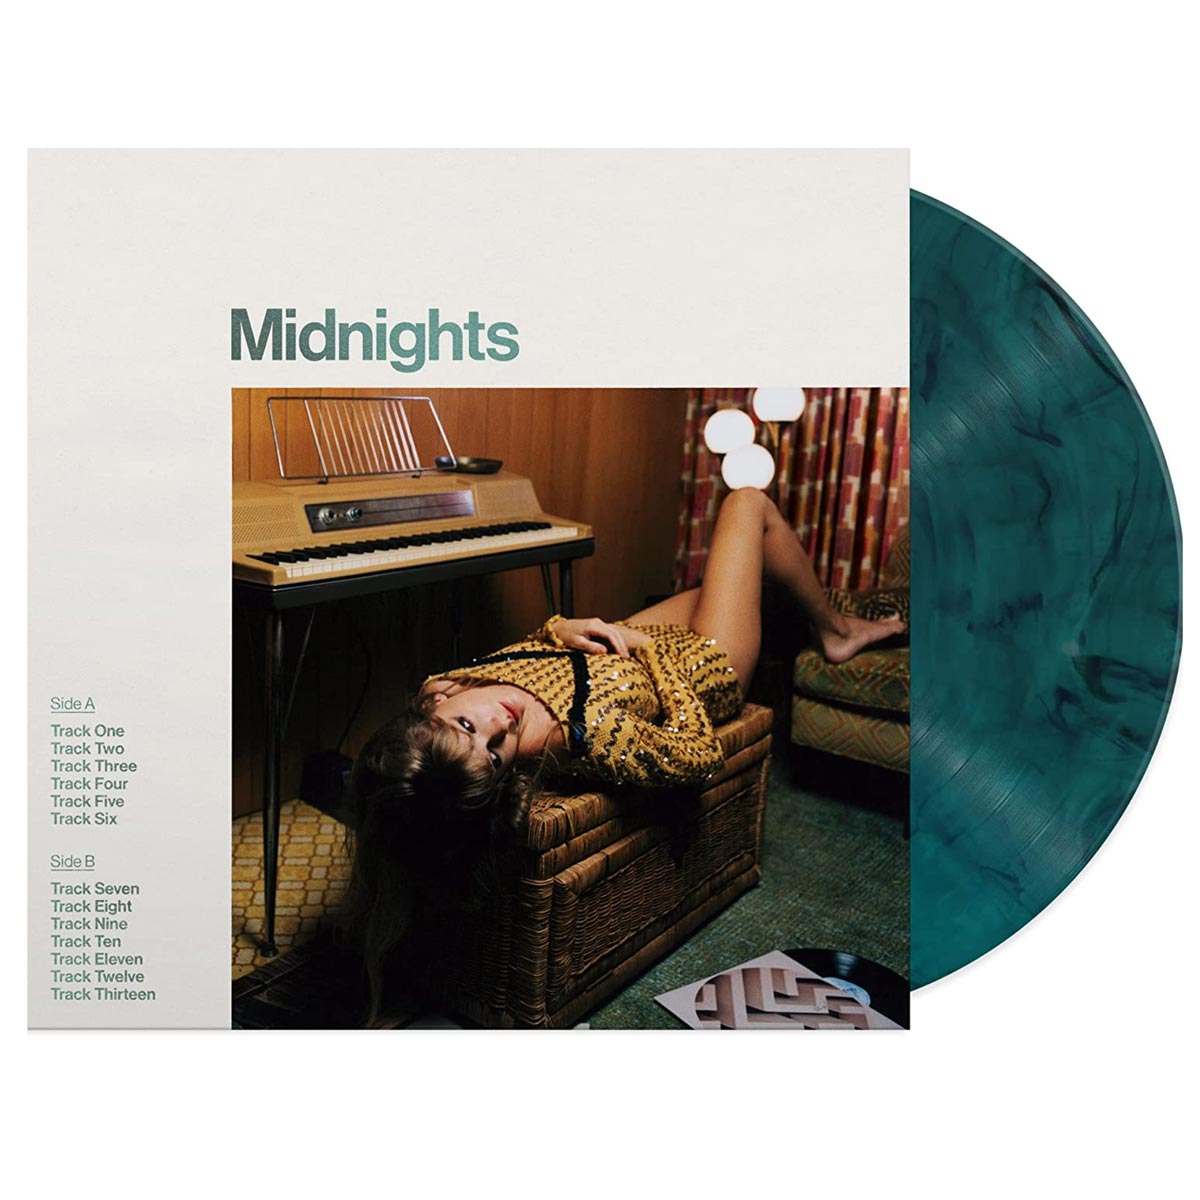 Midnights
Side A
Track One
Track Two
Track Three
Track Four
Track Five
Track Six
Side B
Track Seven
Track Eight
Track Nine
Track Ten
Track Eleven
Track Twelve
Track Thirteen